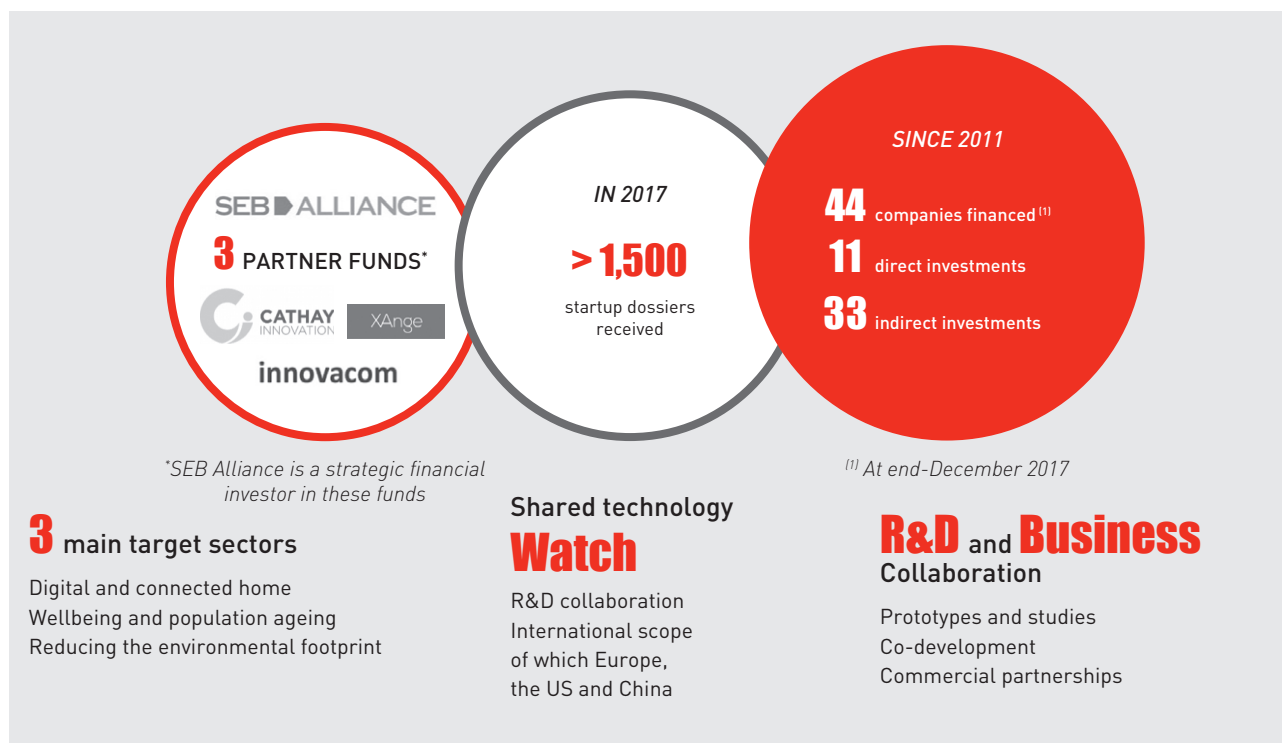 SEB ALLIANCE
3 PARTNER FUNDS*
CATHAY
INNOVATION
XAnge
innovacom
IN 2017
> 1,500
startup dossiers
received
SINCE 2011
44 companies financed (1)
11 direct investments
33 indirect investments
*SEB Alliance is a strategic financial
investor in these funds
(1) At end-December 2017
3 main target sectors
Digital and connected home
Wellbeing and population ageing
Reducing the environmental footprint
Shared technology
Watch
R&D collaboration
International scope
of which Europe,
the US and China
R&D and Business
Collaboration
Prototypes and studies
Co-development
Commercial partnerships